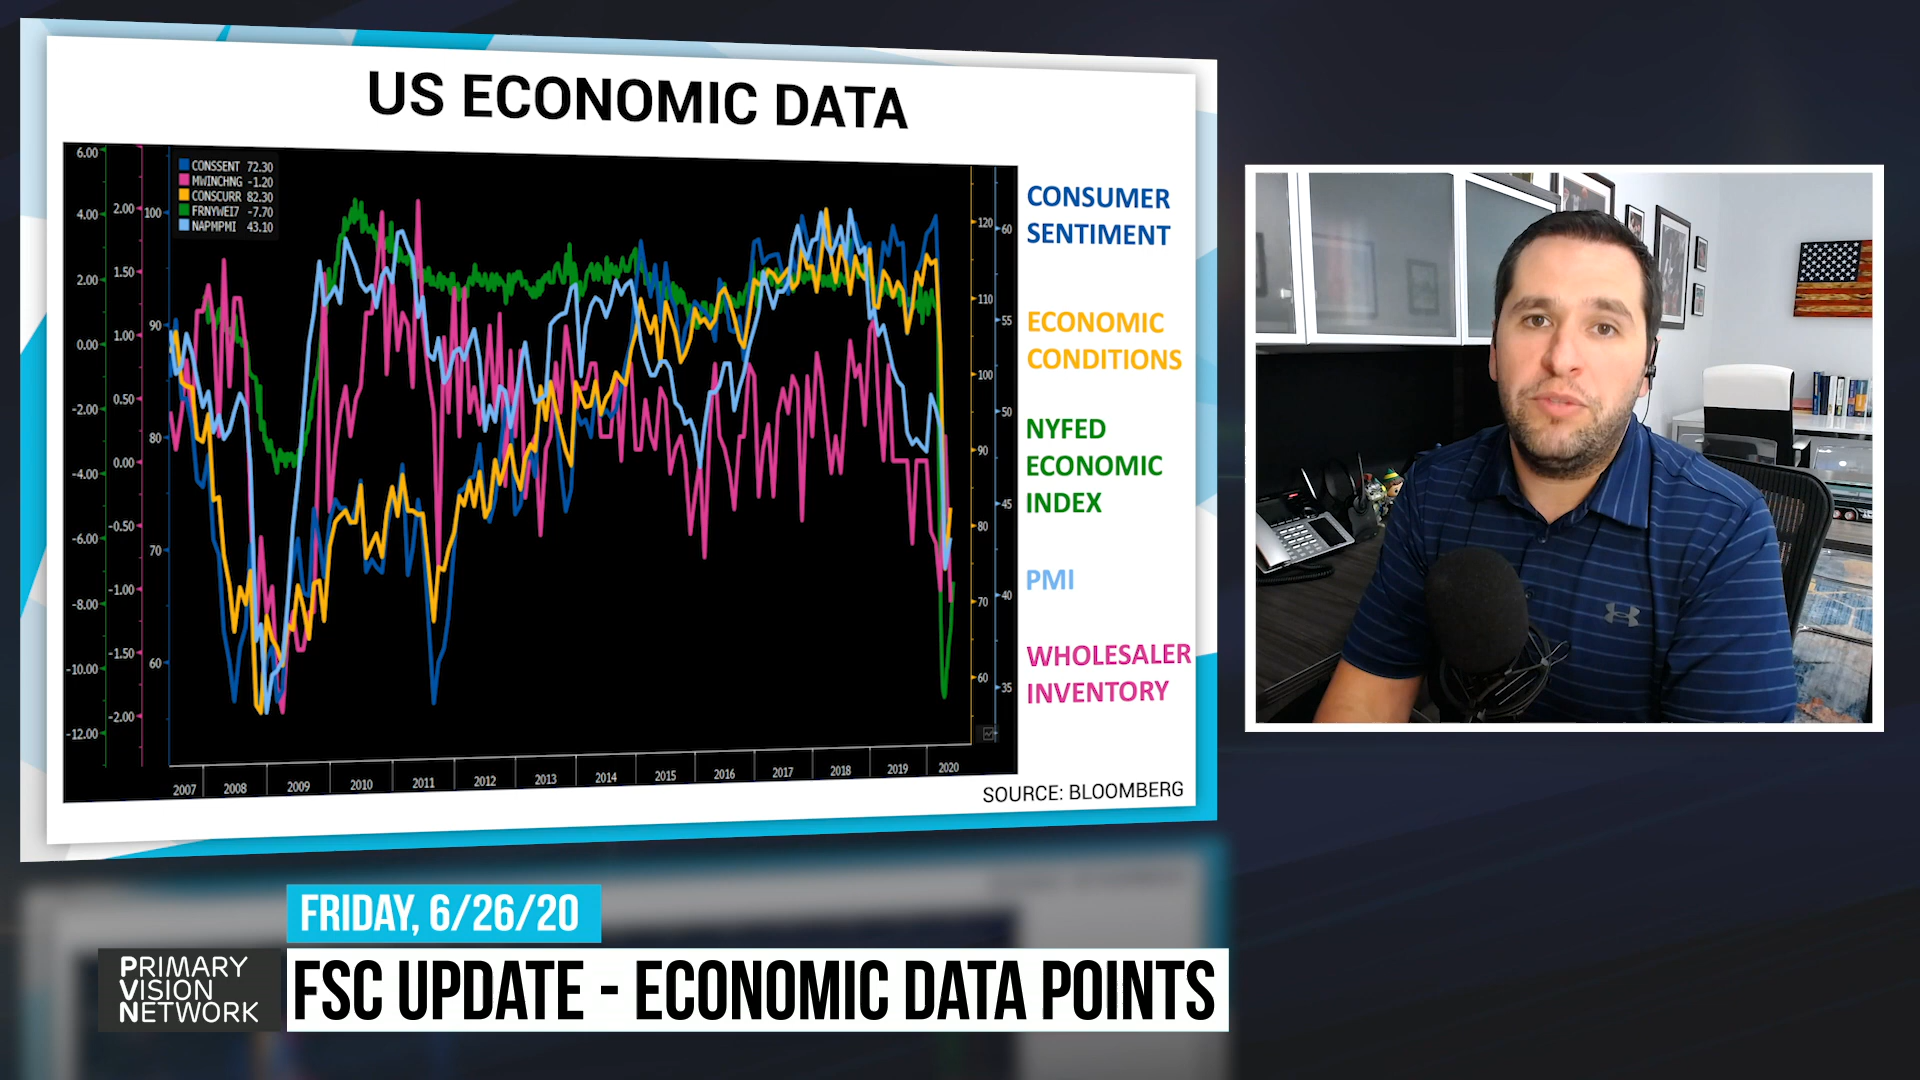 US ECONOMIC DATA
CONSSENT 72.30
MWINCHNG -1.20
CONSCURR 82.30
FRNYWEI7 -7.70
NAPMPMI 43.10
6.00
4.00
2.00
0.00
-2.00
-4.00
-6.00
-8.00
-10.00
-12.00
2.00
1.50
1.00
0.50
0.00
-0.50
-1.00
-1.50
-2.00
100
90
80
70
60
120
110
100
90
80
70
60
60
55
50
45
40
35
2007 2008 2009 2010 2011 2012 2013 2014 2015 2016 2017 2018 2019 2020
CONSUMER
SENTIMENT
ECONOMIC
CONDITIONS
NYFED
ECONOMIC
INDEX
PMI
WHOLESALER
INVENTORY
SOURCE: BLOOMBERG
FRIDAY, 6/26/20
PRIMARY
VISION
NETWORK
FSC UPDATE - ECONOMIC DATA POINTS